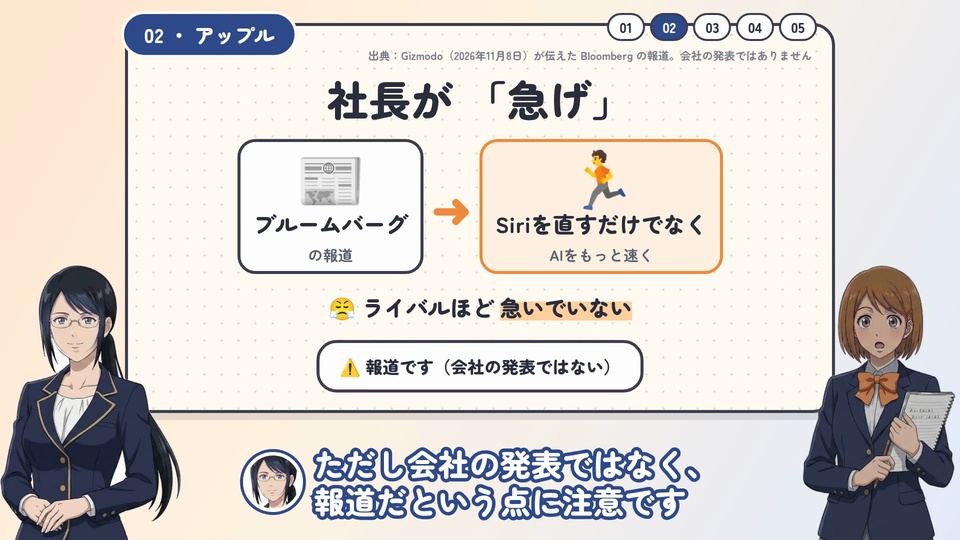 02 ・ アップル
01 02 03 04 05
出典：Gizmodo（2026年11月8日）が伝えた Bloomberg の報道。会社の発表ではありません
社長が 「急げ」
ブルームバーグ
の報道
Siriを直すだけでなく
AIをもっと速く
ライバルほど 急いでいない
報道です（会社の発表ではない）
ただし会社の発表ではなく、
報道だという点に注意です